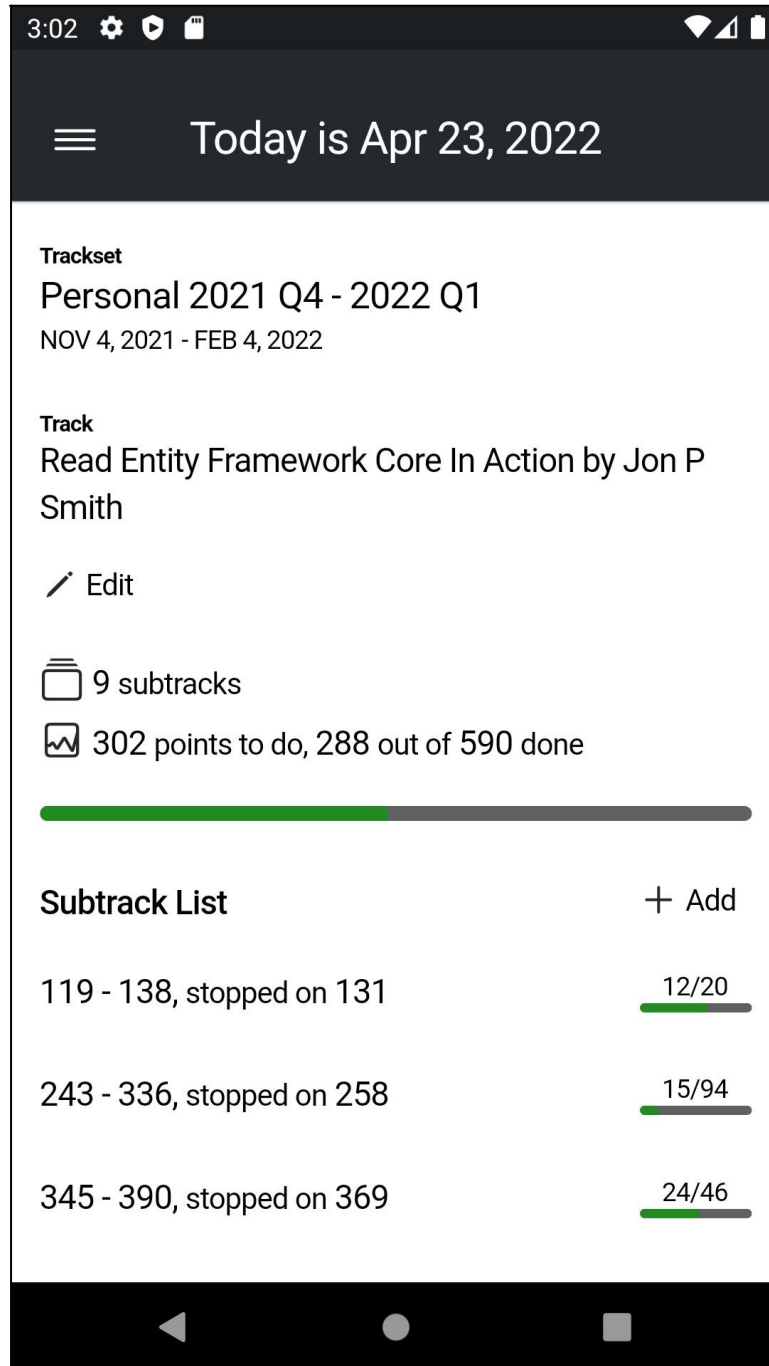 3:02
Today is Apr 23, 2022
Trackset
Personal 2021 Q4 - 2022 Q1
NOV 4, 2021 - FEB 4, 2022
Track
Read Entity Framework Core In Action by Jon P
Smith
Edit
9 subtracks
302 points to do, 288 out of 590 done
Subtrack List
+ Add
119 - 138, stopped on 131
12/20
243 - 336, stopped on 258
15/94
345 - 390, stopped on 369
24/46